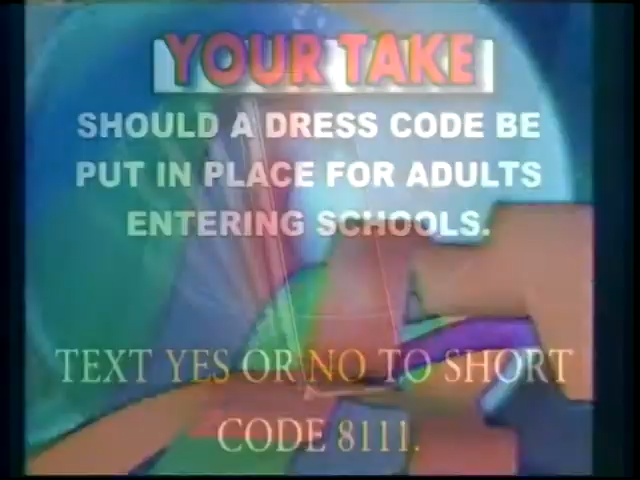 YOUR TAKE
SHOULD A DRESS CODE BE
PUT IN PLACE FOR ADULTS
ENTERING SCHOOLS.
TEXT YES OR NO TO SHORT
CODE 8111.